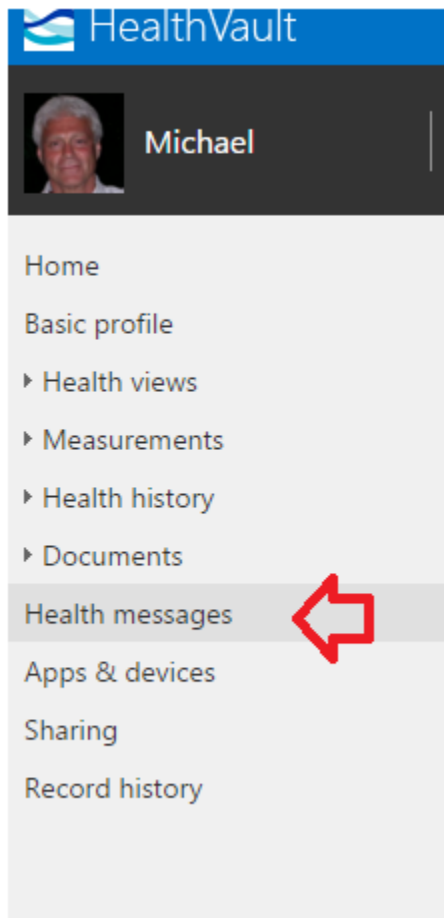 HealthVault
Michael
Home
Basic profile
Health views
Measurements
Health history
Documents
Health messages
Apps & devices
Sharing
Record history